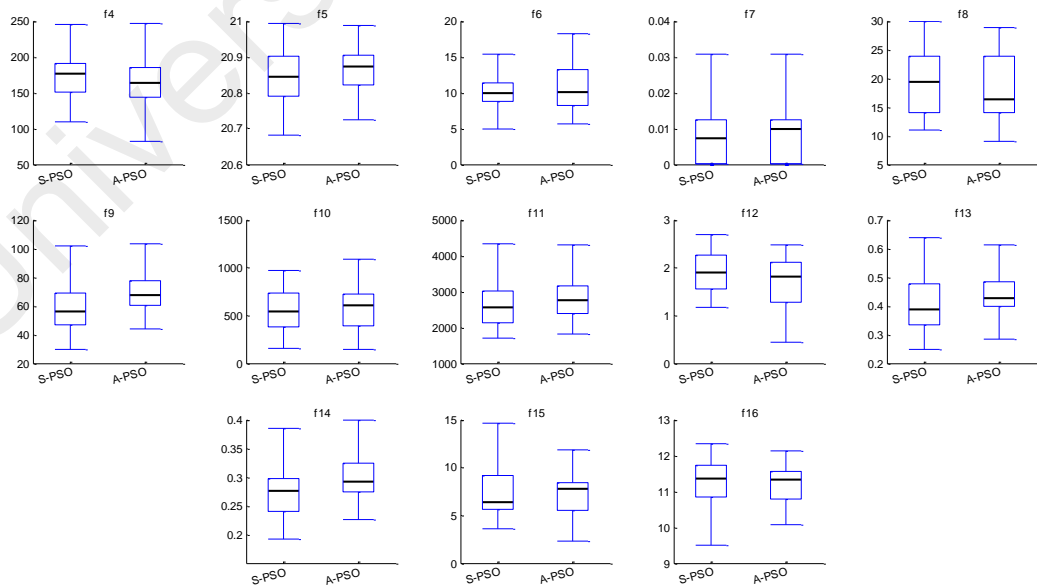 f4
250
200
150
100
50
S-PSO
A-PSO
f5
21
20.9
20.8
20.7
20.6
S-PSO
A-PSO
f6
20
15
10
5
0
S-PSO
A-PSO
f7
0.04
0.03
0.02
0.01
0
S-PSO
A-PSO
f8
30
25
20
15
10
5
S-PSO
A-PSO
f9
120
100
80
60
40
20
S-PSO
A-PSO
f10
1500
1000
500
0
S-PSO
A-PSO
f11
5000
4000
3000
2000
1000
S-PSO
A-PSO
f12
3
2
1
0
S-PSO
A-PSO
f13
0.7
0.6
0.5
0.4
0.3
0.2
S-PSO
A-PSO
f14
0.4
0.35
0.3
0.25
0.2
S-PSO
A-PSO
f15
15
10
5
0
S-PSO
A-PSO
f16
13
12
11
10
9
S-PSO
A-PSO